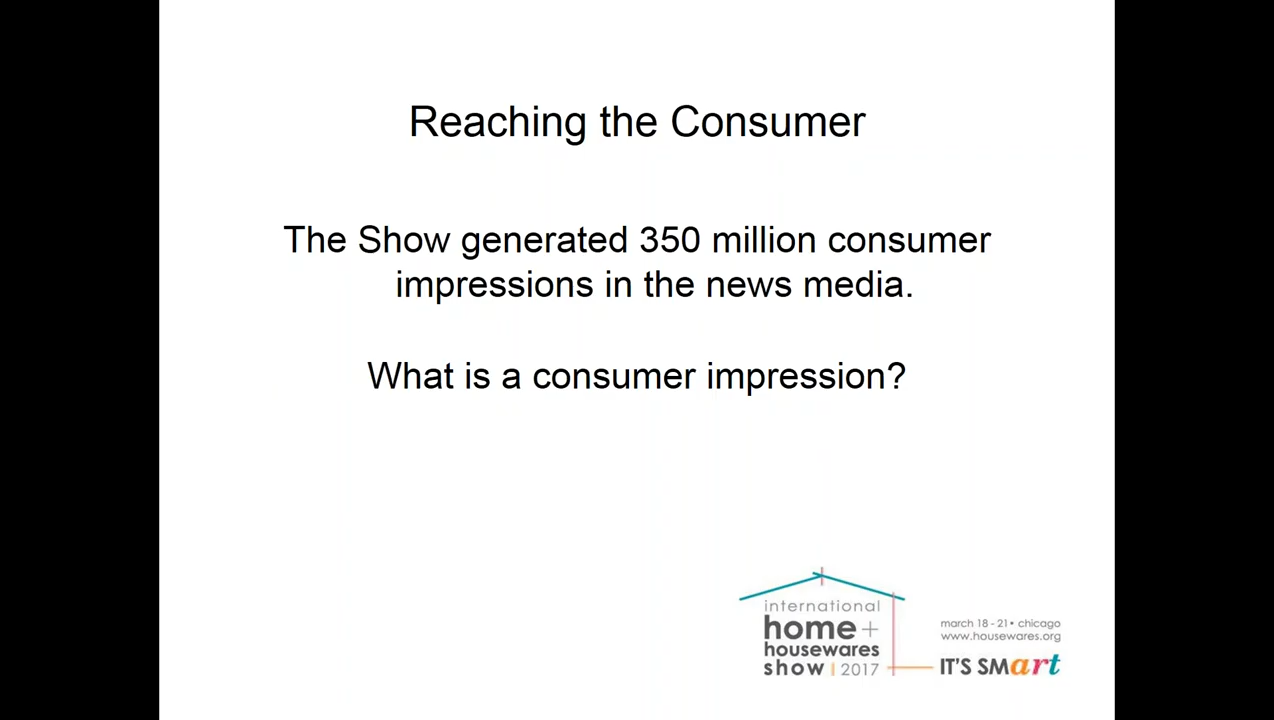 Reaching the Consumer
The Show generated 350 million consumer
impressions in the news media.
What is a consumer impression?
international
home+
housewares
show | 2017
march 18 - 21 • chicago
www.housewares.org
IT'S SMart